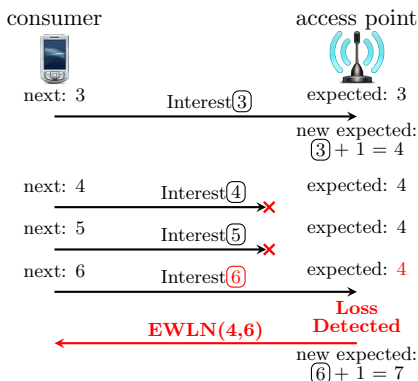 consumer access point
next: 3 Interest 3 expected: 3
new expected:
3 + 1 = 4
next: 4 Interest 4 expected: 4
next: 5 Interest 5 expected: 4
next: 6 Interest 6 expected: 4
Loss
Detected
EWLN(4,6)
new expected:
6 + 1 = 7